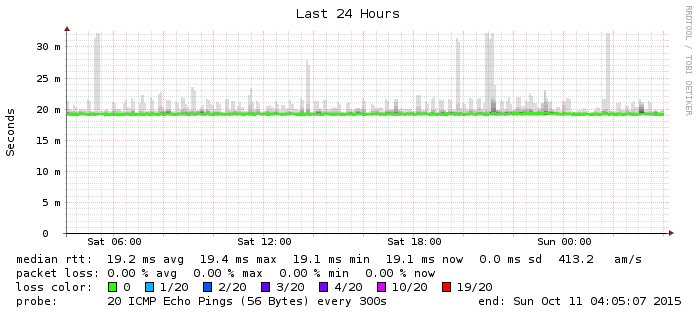 Last 24 Hours
RRDTOOL / TOBI OETIKER
Seconds
30 m
25 m
20 m
15 m
10 m
5 m
0
Sat 06:00 Sat 12:00 Sat 18:00 Sun 00:00
median rtt: 19.2 ms avg 19.4 ms max 19.1 ms min 19.1 ms now 0.0 ms sd 413.2 am/s
packet loss: 0.00 % avg 0.00 % max 0.00 % min 0.00 % now
loss color: 0 1/20 2/20 3/20 4/20 10/20 19/20
probe: 20 ICMP Echo Pings (56 Bytes) every 300s end: Sun Oct 11 04:05:07 2015